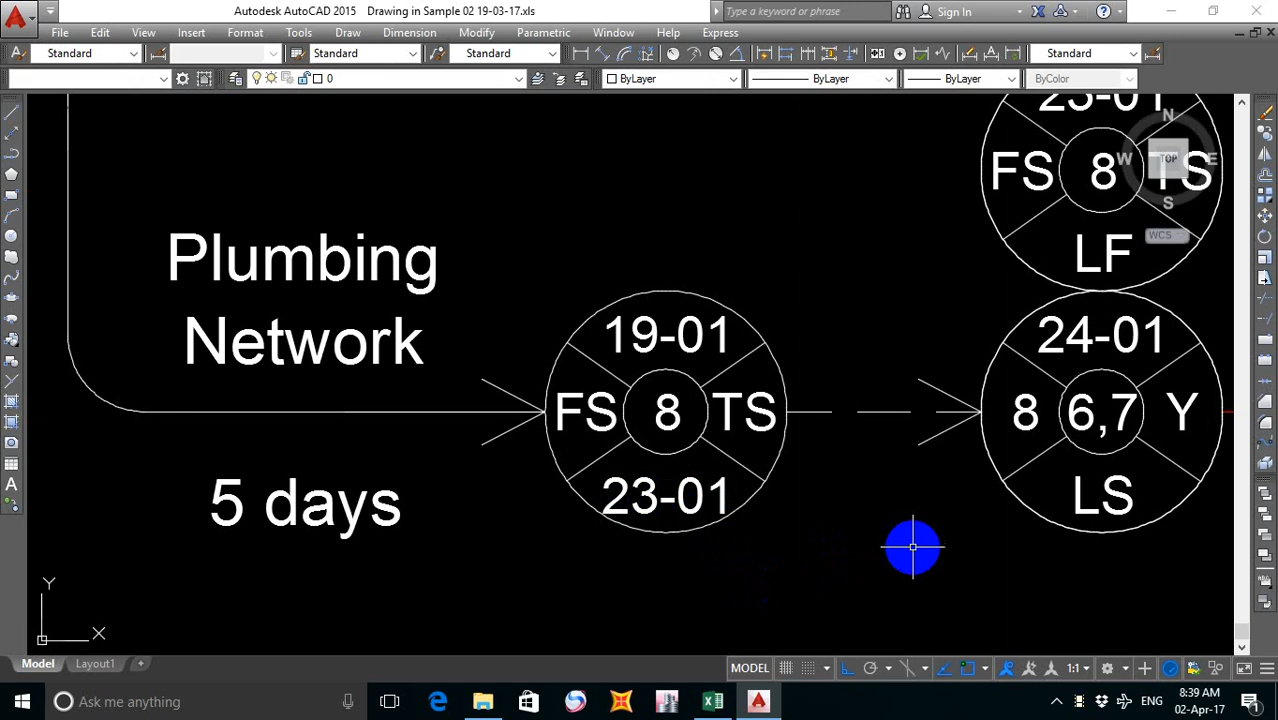 Autodesk AutoCAD 2015 Drawing in Sample 02 19-03-17.xls
Type a keyword or phrase
Sign In
File Edit View Insert Format Tools Draw Dimension Modify Parametric Window Help Express
Standard Standard Standard Standard
0 ByLayer ByLayer ByLayer ByColor
23-01
FS 8 TS
LF
N
W TOP E
S
WCS
Plumbing
Network
5 days
19-01
FS 8 TS
23-01
24-01
8 6,7 Y
LS
Y
X
Model Layout1 +
MODEL 1:1
Ask me anything
ENG
8:39 AM
02-Apr-17